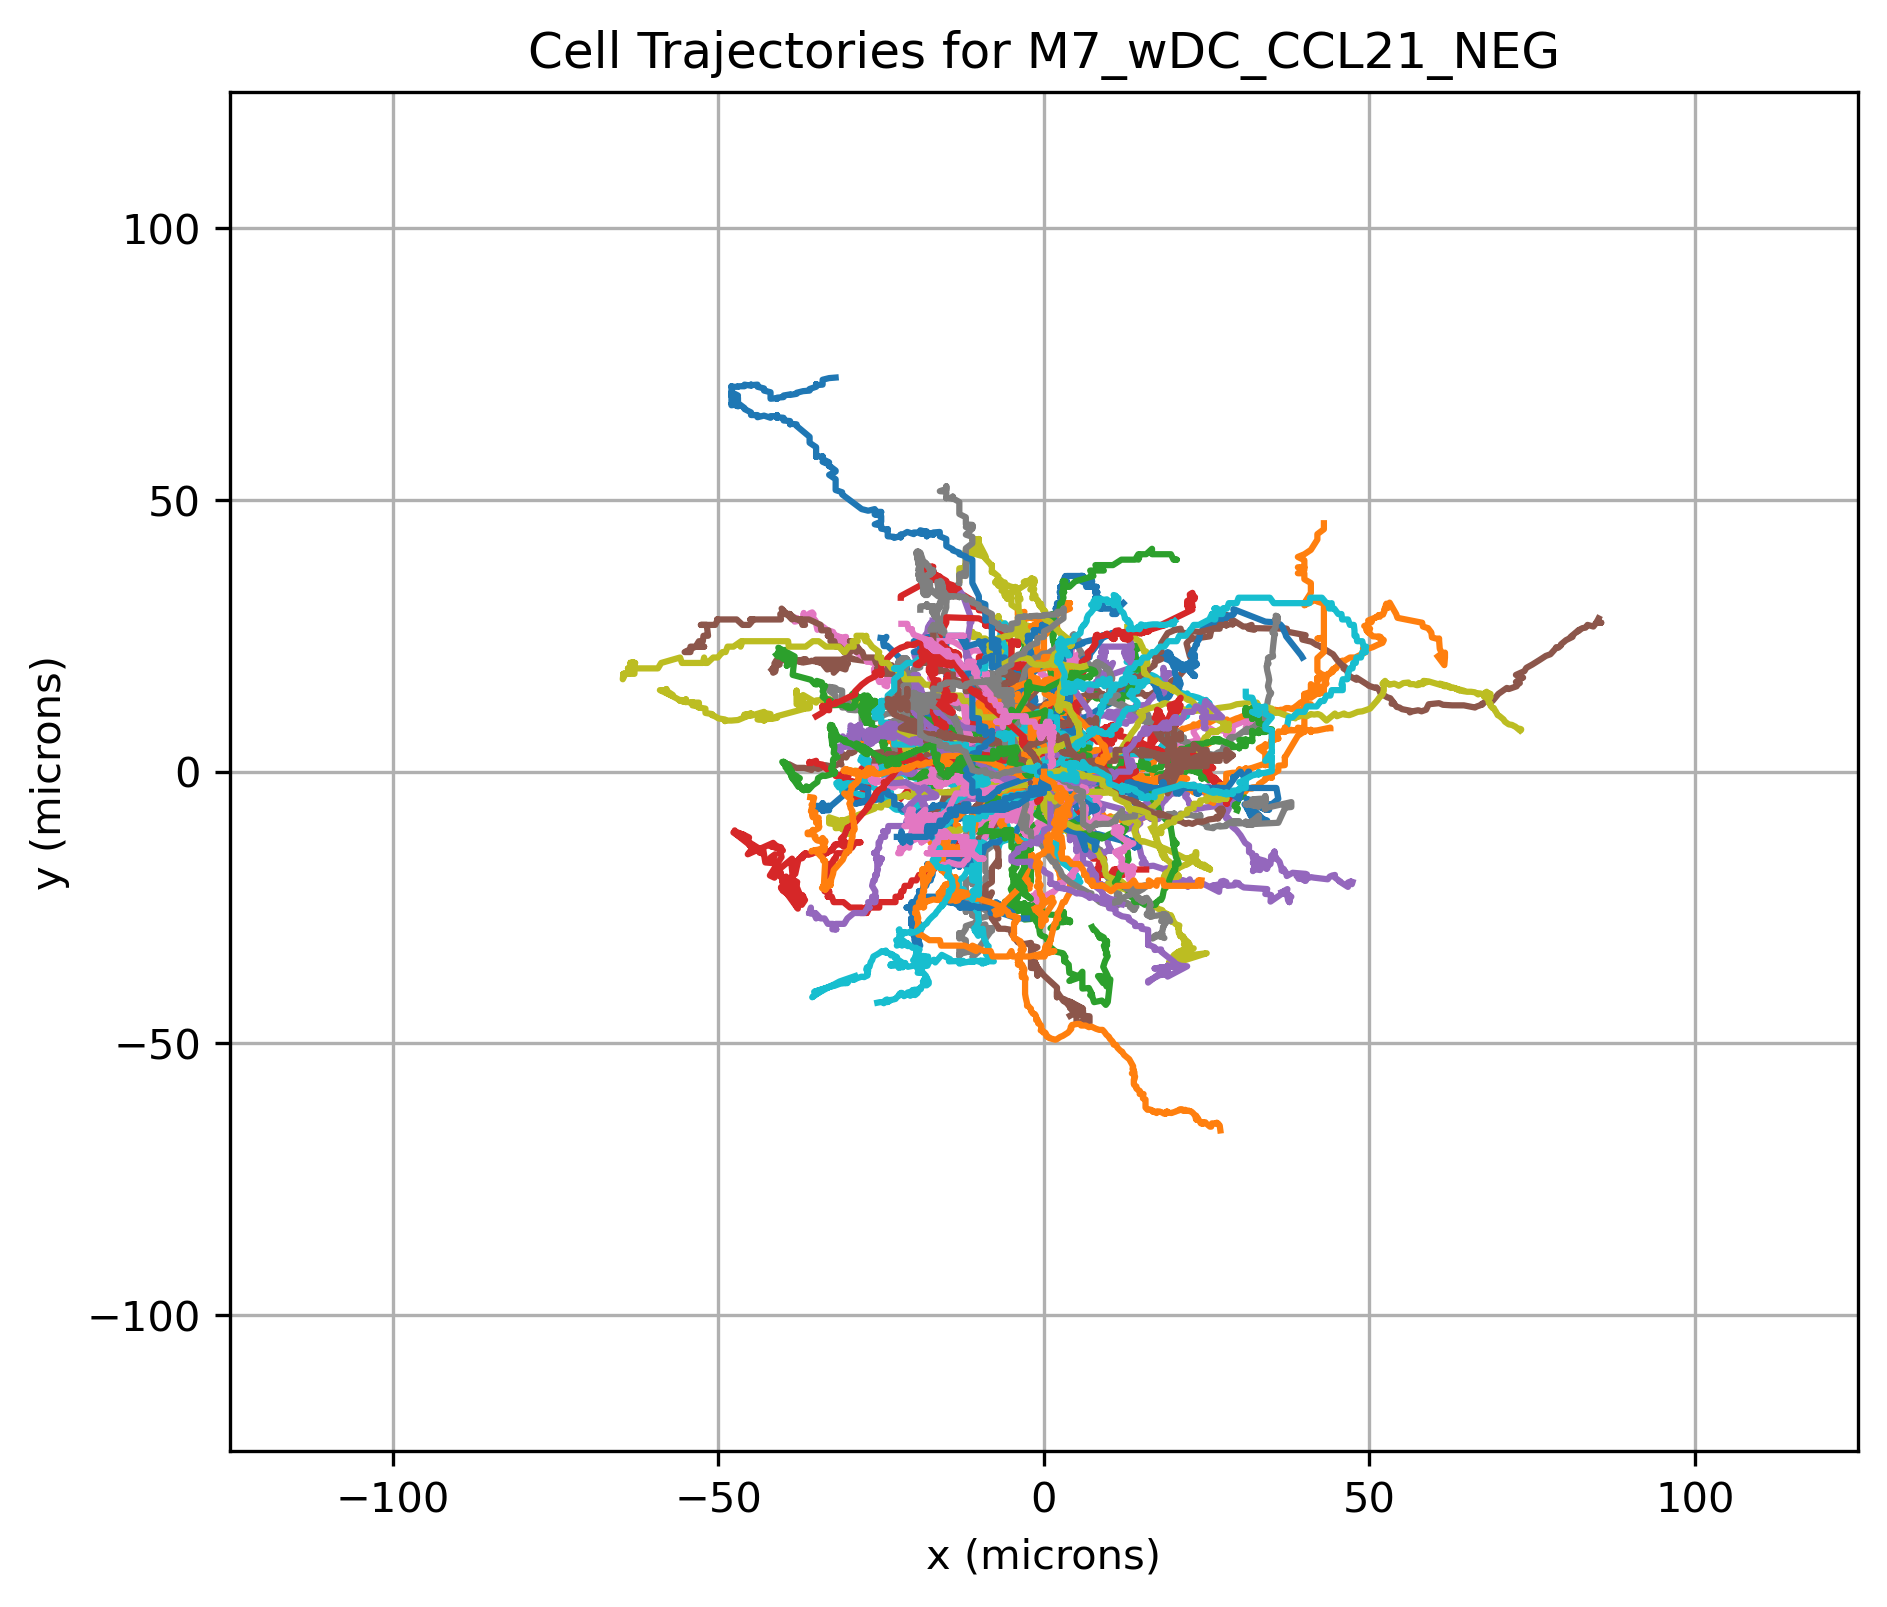 Cell Trajectories for M7_wDC_CCL21_NEG
100
50
0
−50
−100
y (microns)
−100 −50 0 50 100
x (microns)